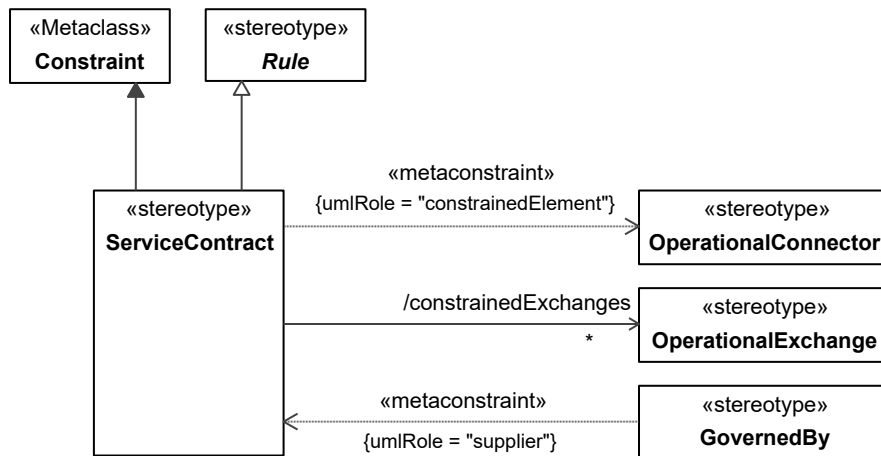 «Metaclass»
Constraint
«stereotype»
Rule
«stereotype»
ServiceContract
«metaconstraint»
{umlRole = "constrainedElement"}
«stereotype»
OperationalConnector
/constrainedExchanges
*
«stereotype»
OperationalExchange
«metaconstraint»
{umlRole = "supplier"}
«stereotype»
GovernedBy